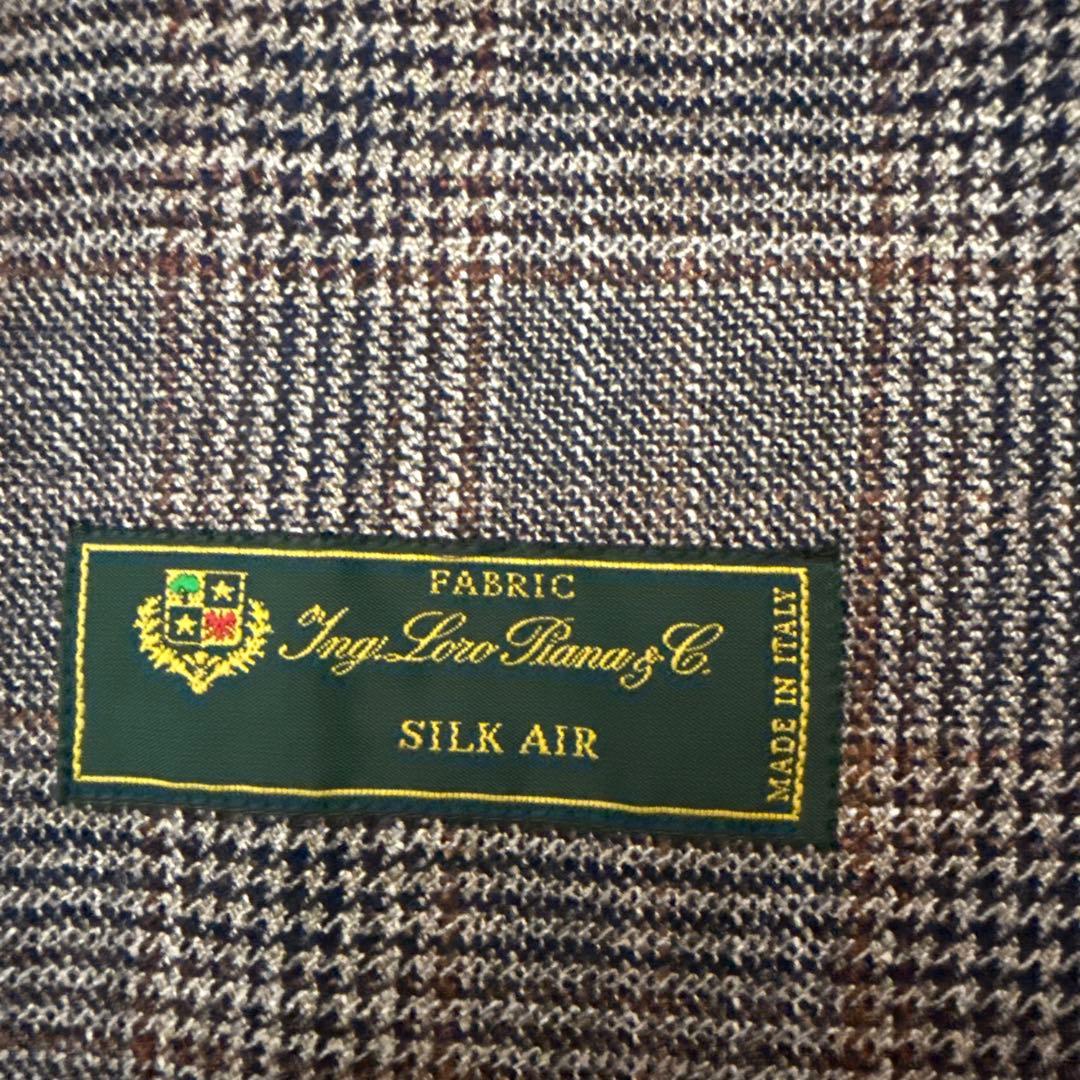 FABRIC
Ing. Loro Piana & C.
SILK AIR
MADE IN ITALY